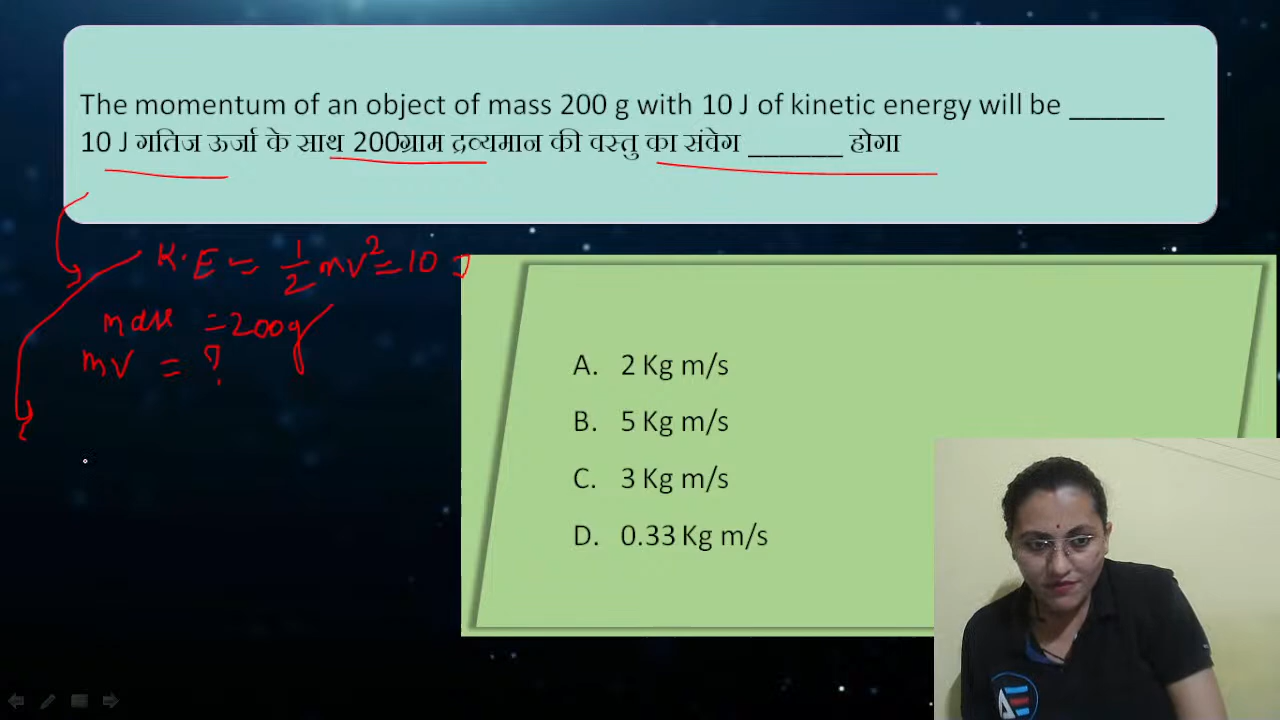 The momentum of an object of mass 200 g with 10 J of kinetic energy will be ______
10 J गतिज ऊर्जा के साथ 200ग्राम द्रव्यमान की वस्तु का संवेग ______ होगा
K.E = 1/2 mv² = 10 J
mass = 200g
mv = ?
A. 2 Kg m/s
B. 5 Kg m/s
C. 3 Kg m/s
D. 0.33 Kg m/s